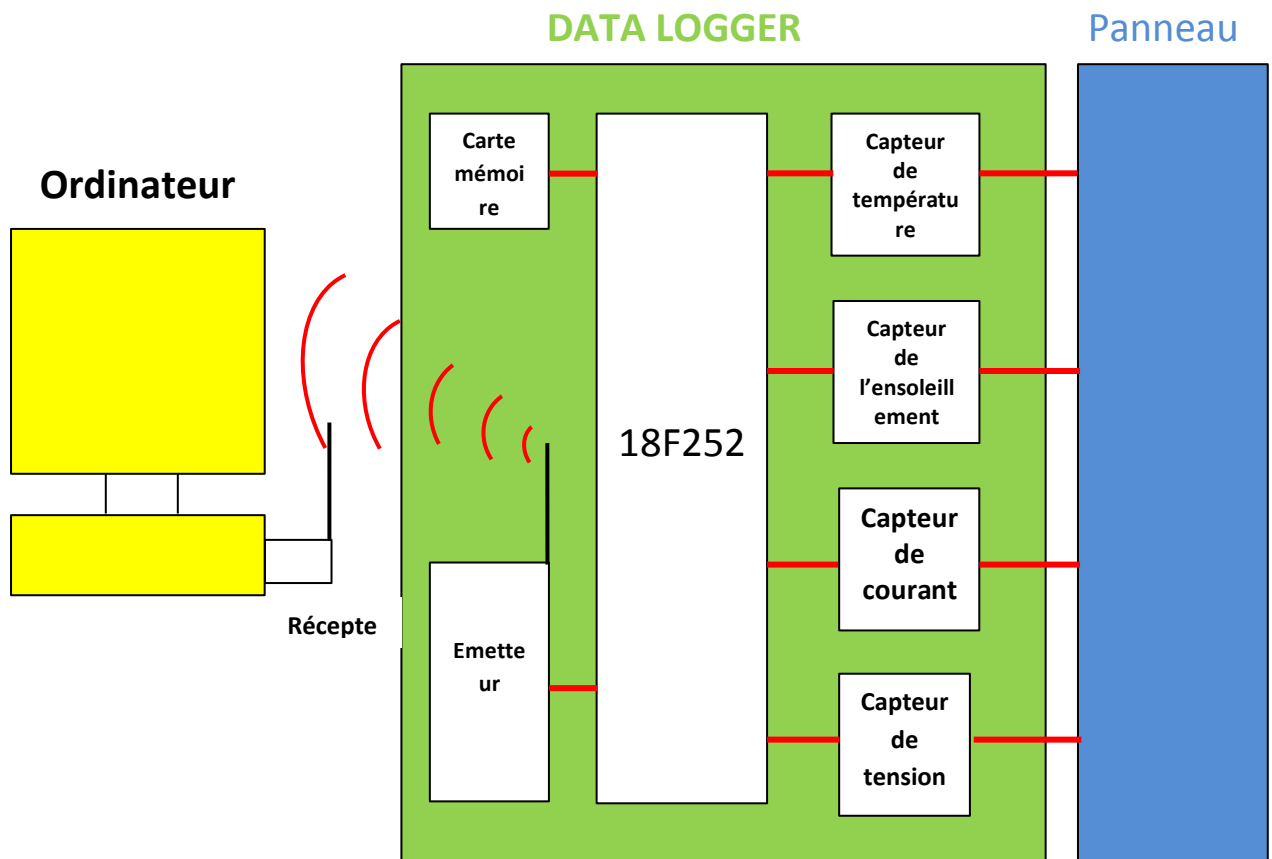 DATA LOGGER
Panneau
Ordinateur
Carte
mémoi
re
Capteur
de
températu
re
Capteur
de
l'ensoleill
ement
18F252
Capteur
de
courant
Récepte
Emette
ur
Capteur
de
tension